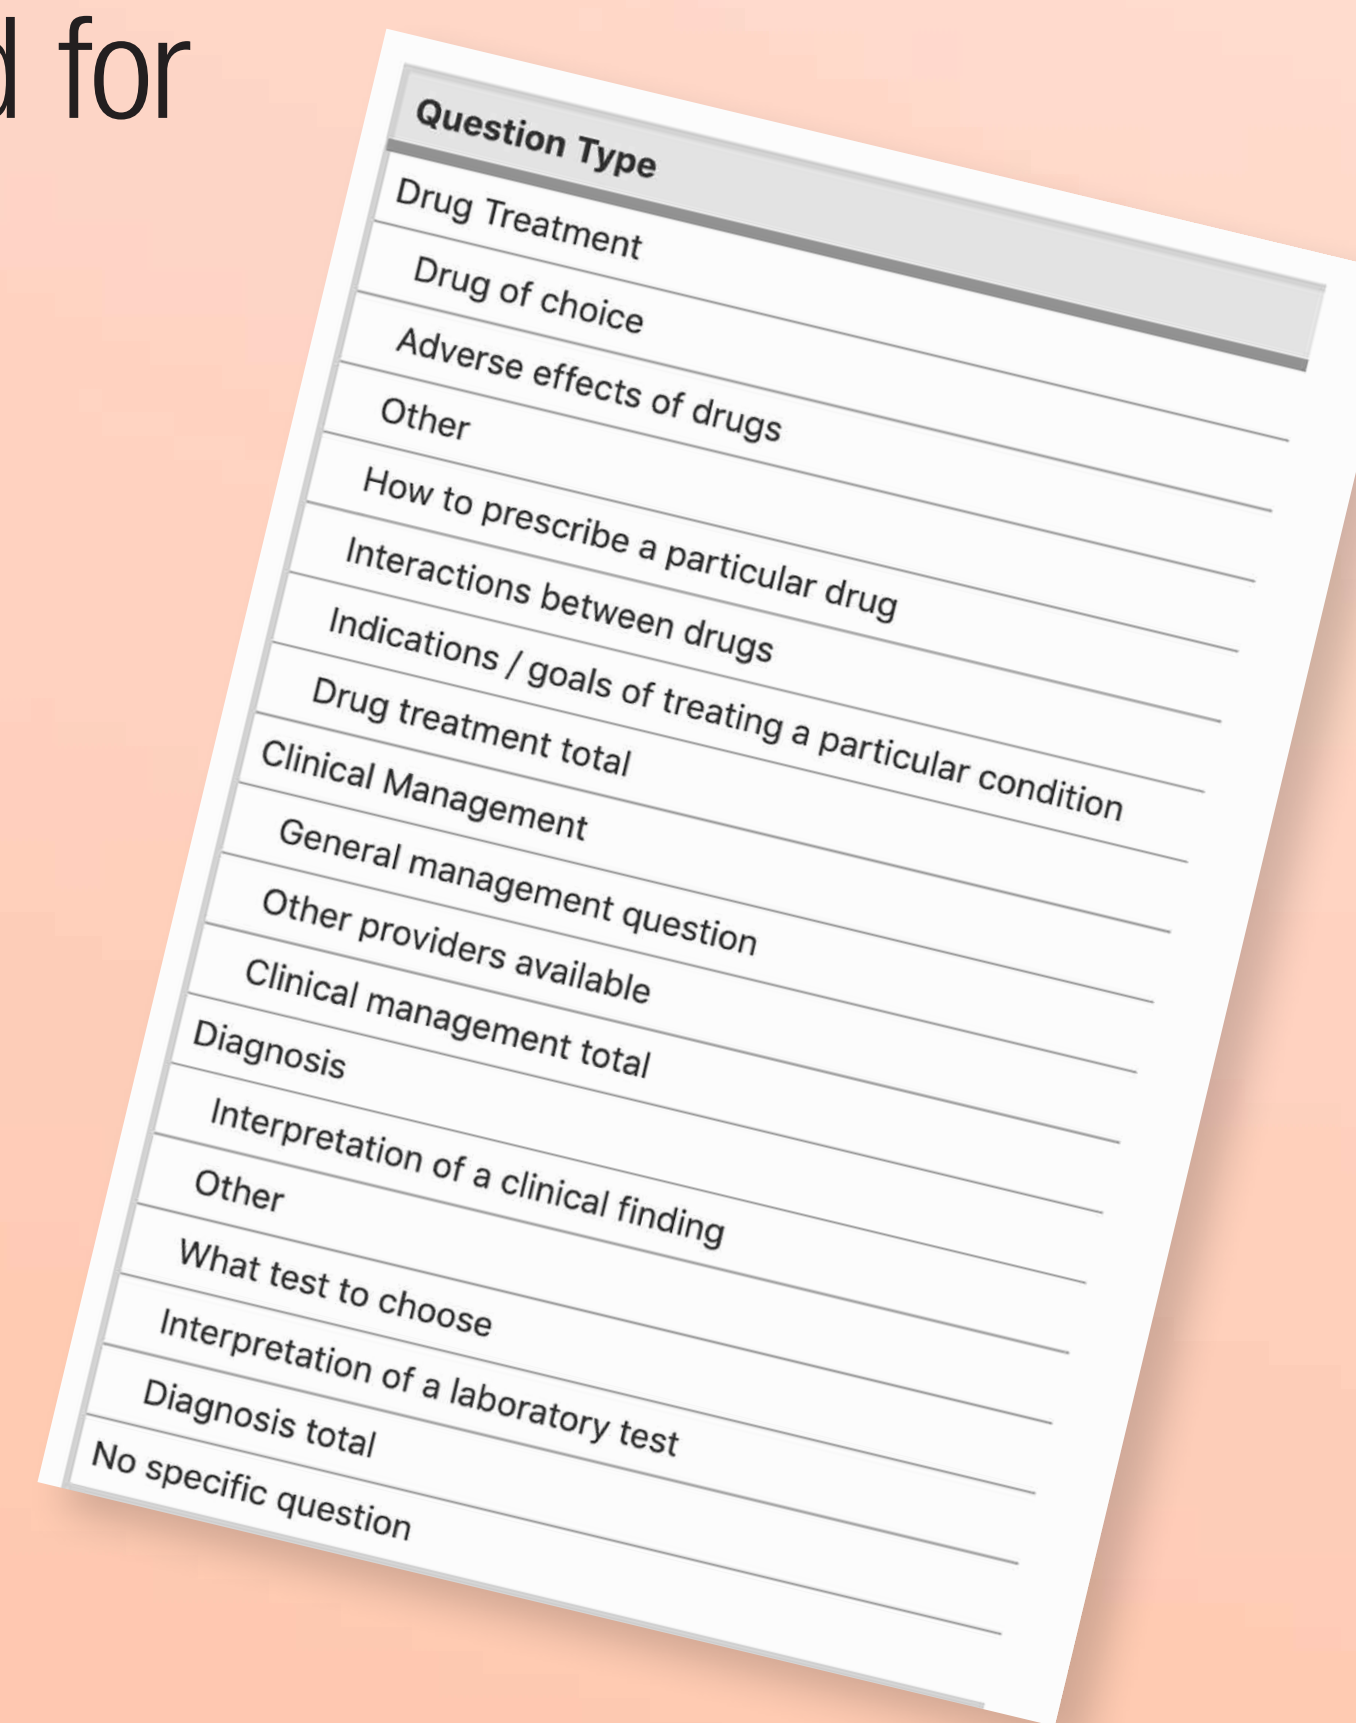 d for
Question Type
Drug Treatment
Drug of choice
Adverse effects of drugs
Other
How to prescribe a particular drug
Interactions between drugs
Indications / goals of treating a particular condition
Drug treatment total
Clinical Management
General management question
Other providers available
Clinical management total
Diagnosis
Interpretation of a clinical finding
Other
What test to choose
Interpretation of a laboratory test
Diagnosis total
No specific question